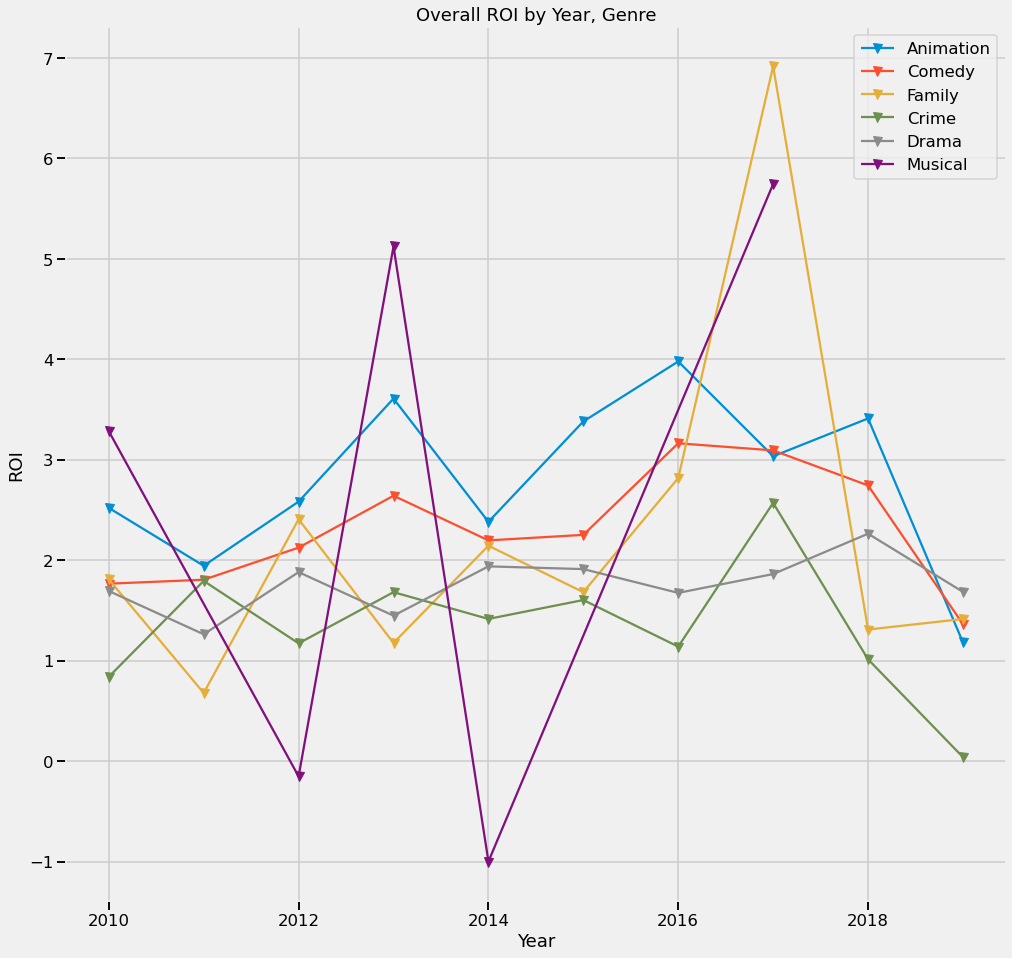 Overall ROI by Year, Genre
Animation
Comedy
Family
Crime
Drama
Musical
7
6
5
4
3
2
1
0
−1
ROI
2010
2012
2014
2016
2018
Year